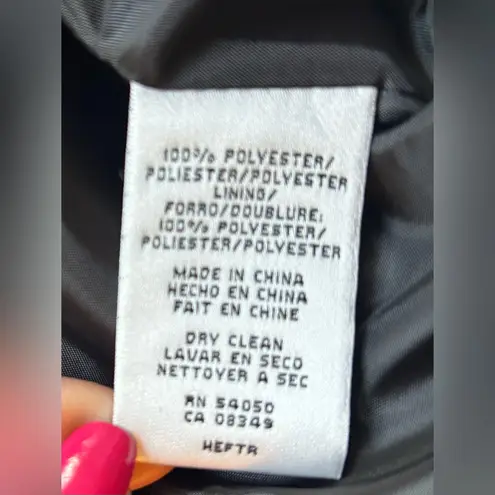 100% POLYESTER/
POLIESTER/POLYESTER
LINING/
FORRO/DOUBLURE:
100% POLYESTER/
POLIESTER/POLYESTER
MADE IN CHINA
HECHO EN CHINA
FAIT EN CHINE
DRY CLEAN
LAVAR EN SECO
NETTOYER A SEC
RN 54050
CA 08349
HEFTR